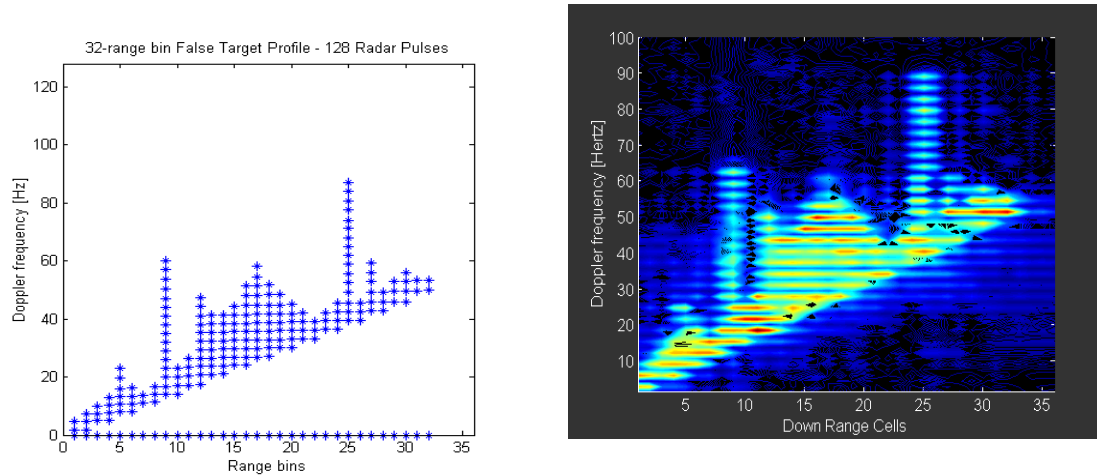 32-range bin False Target Profile - 128 Radar Pulses
Doppler frequency [Hz]
120
100
80
60
40
20
0
0 5 10 15 20 25 30 35
Range bins
Doppler frequency [Hertz]
100
90
80
70
60
50
40
30
20
10
5 10 15 20 25 30 35
Down Range Cells